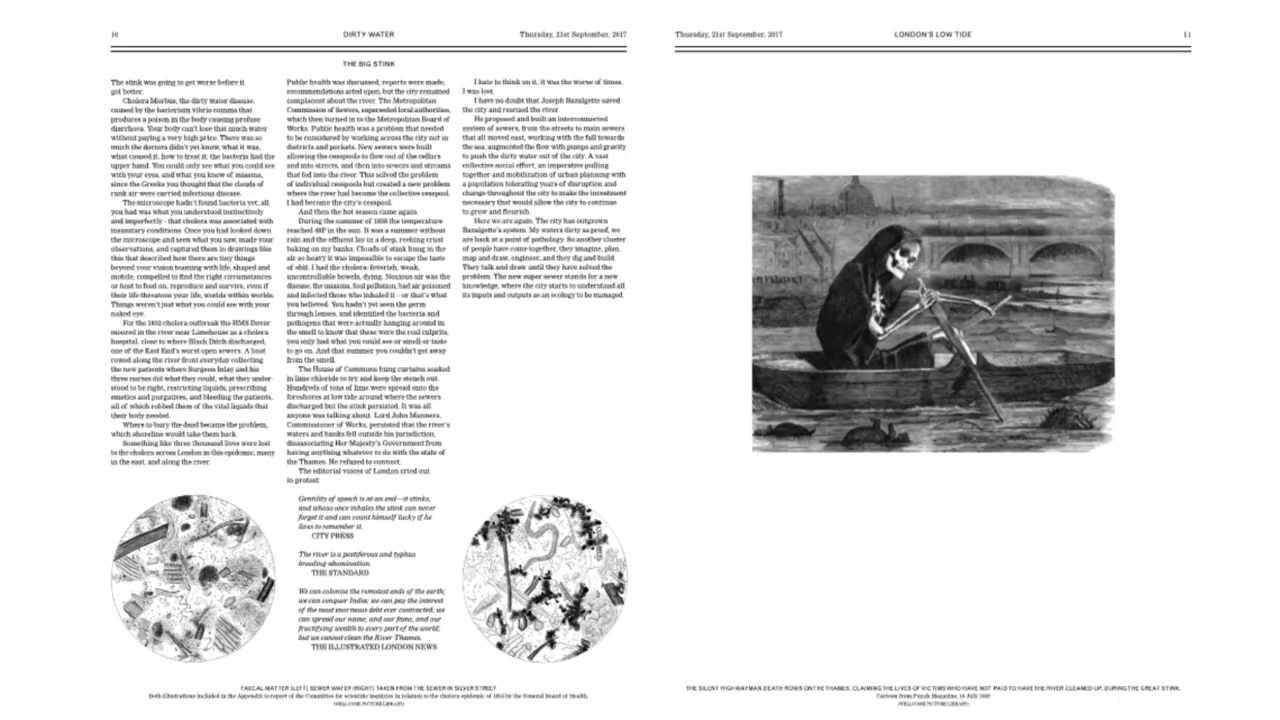 10
DIRTY WATER
Thursday, 21st September, 2017
THE BIG STINK
The stink was going to get worse before it
got better.
Cholera Morbus, the dirty water disease,
caused by the bacterium vibrio comma that
produces a poison in the body causing profuse
diarrhoea. Your body can't lose that much water
without paying a very high price. There was so
much the doctors didn't yet know, what it was,
what caused it, how to treat it; the bacteria had the
upper hand. You could only see what you could see
with your eyes, and what you knew of miasma,
since the Greeks you thought that the clouds of
rank air were carried infectious disease.
The microscope hadn't found bacteria yet; all
you had was what you understood instinctively
and imperfectly - that cholera was associated with
insanitary conditions. Once you had looked down
the microscope and seen what you saw, made your
observations, and captured them in drawings like
this that described how there are tiny things
beyond your vision teaming with life, shaped and
mobile, compelled to find the right circumstances
or host to feed on, reproduce and survive, even if
their life threatens your life, worlds within worlds.
Things weren't just what you could see with your
naked eye.
For the 1852 cholera outbreak the HMS Dover
moored in the river near Limehouse as a cholera
hospital, close to where Black Ditch discharged,
one of the East End's worst open sewers. A boat
rowed along the river front everyday collecting
the new patients where Surgeon Inlay and his
three nurses did what they could, what they under-
stood to be right, restricting liquids, prescribing
emetics and purgatives, and bleeding the patients,
all of which robbed them of the vital liquids that
their body needed.
Where to bury the dead became the problem,
which shoreline would take them back.
Something like three thousand lives were lost
to the cholera across London in this epidemic, many
in the east, and along the river.
Public health was discussed, reports were made,
recommendations acted upon, but the city remained
complacent about the river. The Metropolitan
Commission of Sewers, superseded local authorities,
which then turned in to the Metropolitan Board of
Works. Public health was a problem that needed
to be considered by working across the city not in
districts and pockets. New sewers were built
allowing the cesspools to flow out of the cellars
and into streets, and then into sewers and streams
that fed into the river. This solved the problem
of individual cesspools but created a new problem
where the river had become the collective cesspool.
I had become the city's cesspool.
And then the hot season came again.
During the summer of 1858 the temperature
reached 48F in the sun. It was a summer without
rain and the effluent lay in a deep, reeking crust
baking on my banks. Clouds of stink hung in the
air so heavy it was impossible to escape the taste
of shit. I had the cholera: feverish, weak,
uncontrollable bowels, dying. Noxious air was the
disease, the miasma, foul pollution, bad air poisoned
and infected those who inhaled it – or that's what
you believed. You hadn't yet seen the germ
through lenses, and identified the bacteria and
pathogens that were actually hanging around in
the smell to know that these were the real culprits,
you only had what you could see or smell or taste
to go on. And that summer you couldn't get away
from the smell.
The House of Commons hung curtains soaked
in lime chloride to try and keep the stench out.
Hundreds of tons of lime were spread onto the
foreshores at low tide around where the sewers
discharged but the stink persisted. It was all
anyone was talking about. Lord John Manners,
Commissioner of Works, persisted that the river's
waters and banks fell outside his jurisdiction,
disassociating Her Majesty's Government from
having anything whatever to do with the state of
the Thames. He refused to connect.
The editorial voices of London cried out
in protest:
Gentility of speech is at an end—it stinks,
and whoso once inhales the stink can never
forget it and can count himself lucky if he
lives to remember it.
CITY PRESS
The river is a pestiferous and typhus
breeding abomination.
THE STANDARD
We can colonise the remotest ends of the earth;
we can conquer India; we can pay the interest
of the most enormous debt ever contracted; we
can spread our name, and our fame, and our
fructifying wealth to every part of the world;
but we cannot clean the River Thames.
THE ILLUSTRATED LONDON NEWS
I hate to think on it, it was the worse of times.
I was lost.
I have no doubt that Joseph Bazalgette saved
the city and rescued the river.
He proposed and built an interconnected
system of sewers, from the streets to main sewers
that all moved east, working with the fall towards
the sea, augmented the flow with pumps and gravity
to push the dirty water out of the city. A vast
collective social effort, an imperative pulling
together and mobilization of urban planning with
a population tolerating years of disruption and
change throughout the city to make the investment
necessary that would allow the city to continue
to grow and flourish.
Here we are again. The city has outgrown
Bazalgette's system. My waters dirty as proof, we
are back at a point of pathology. So another cluster
of people have come together, they imagine, plan,
map and draw, engineer, and they dig and build.
They talk and draw until they have solved the
problem. The new super sewer stands for a new
knowledge, where the city starts to understand all
its inputs and outputs as an ecology to be managed.
FAECAL MATTER (LEFT) SEWER WATER (RIGHT) TAKEN FROM THE SEWER IN SILVER STREET
Both illustrations included in the Appendix to report of the Committee for scientific inquiries in relation to the cholera epidemic of 1854 by the General Board of Health
(WELLCOME PICTURE LIBRARY)
Thursday, 21st September, 2017
LONDON'S LOW TIDE
11
THE SILENT HIGHWAYMAN DEATH ROWS ON THE THAMES, CLAIMING THE LIVES OF VICTIMS WHO HAVE NOT PAID TO HAVE THE RIVER CLEANED UP, DURING THE GREAT STINK.
Cartoon from Punch Magazine, 10 July 1858
(WELLCOME PICTURE LIBRARY)